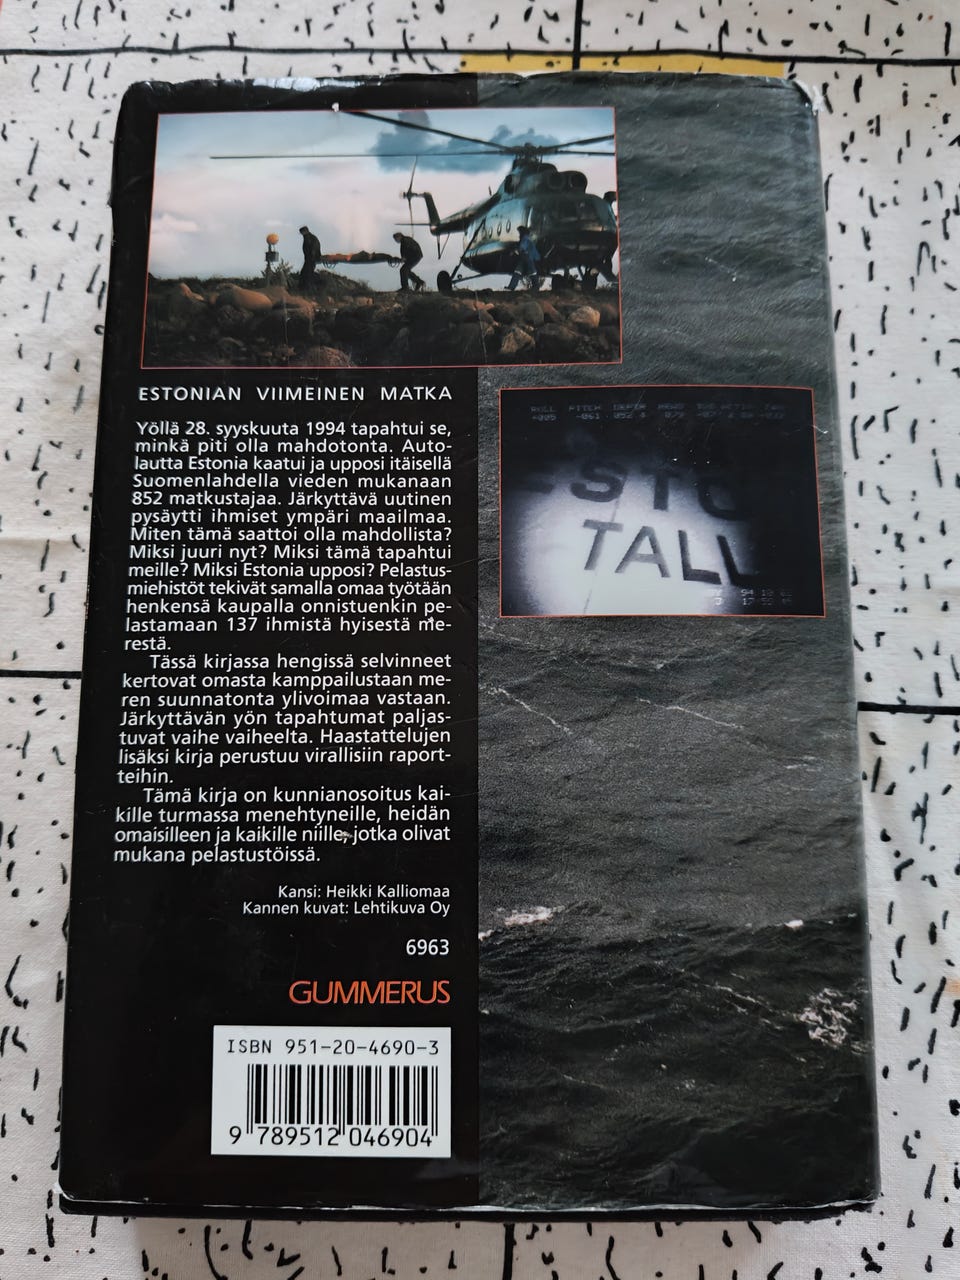 ESTONIAN VIIMEINEN MATKA
Yöllä 28. syyskuuta 1994 tapahtui se,
minkä piti olla mahdotonta. Auto-
lautta Estonia kaatui ja upposi itäisellä
Suomenlahdella vieden mukanaan
852 matkustajaa. Järkyttävä uutinen
pysäytti ihmiset ympäri maailmaa.
Miten tämä saattoi olla mahdollista?
Miksi juuri nyt? Miksi tämä tapahtui
meille? Miksi Estonia upposi? Pelastus-
miehistöt tekivät samalla omaa työtään
henkensä kaupalla onnistuenkin pe-
lastamaan 137 ihmistä hyisestä me-
restä.
Tässä kirjassa hengissä selvinneet
kertovat omasta kamppailustaan me-
ren suunnatonta ylivoimaa vastaan.
Järkyttävän yön tapahtumat paljas-
tuvat vaihe vaiheelta. Haastattelujen
lisäksi kirja perustuu virallisiin raport-
teihin.
Tämä kirja on kunnianosoitus kai-
kille turmassa menehtyneille, heidän
omaisilleen ja kaikille niille, jotka olivat
mukana pelastustöissä.
Kansi: Heikki Kalliomaa
Kannen kuvat: Lehtikuva Oy
6963
GUMMERUS
ISBN 951-20-4690-3
9 789512 046904
ROLL PITCH DEPTH
STO
TALL